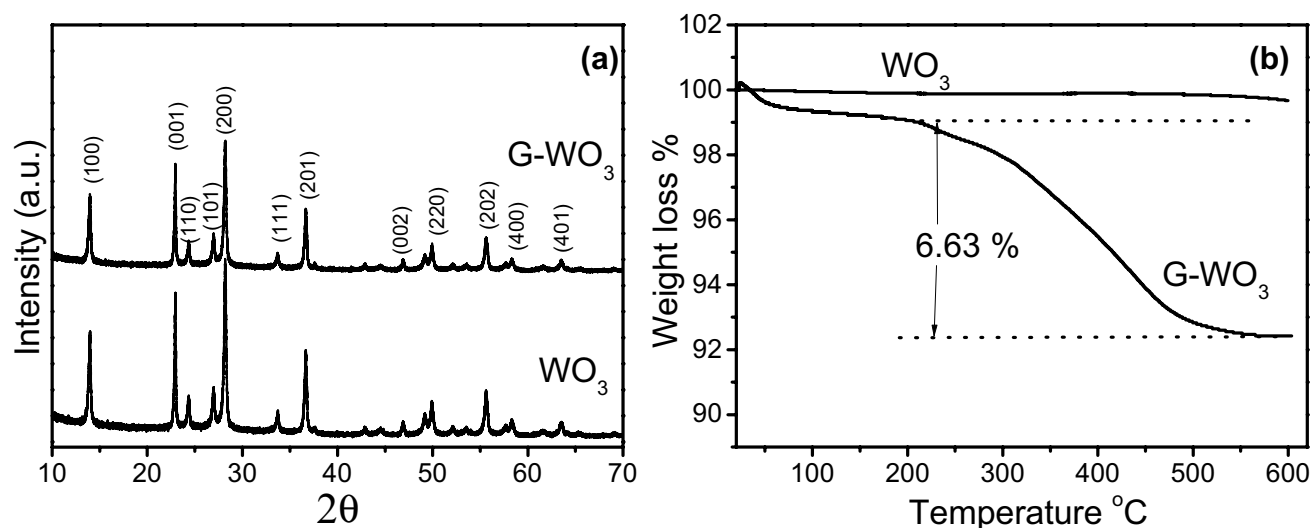 (a)
G-WO3
WO3
(100)
(001)
(110)
(101)
(200)
(111)
(201)
(002)
(220)
(202)
(400)
(401)
Intensity (a.u.)
10 20 30 40 50 60 70
2θ
(b)
WO3
G-WO3
6.63 %
Weight loss %
102
100
98
96
94
92
90
100 200 300 400 500 600
Temperature °C